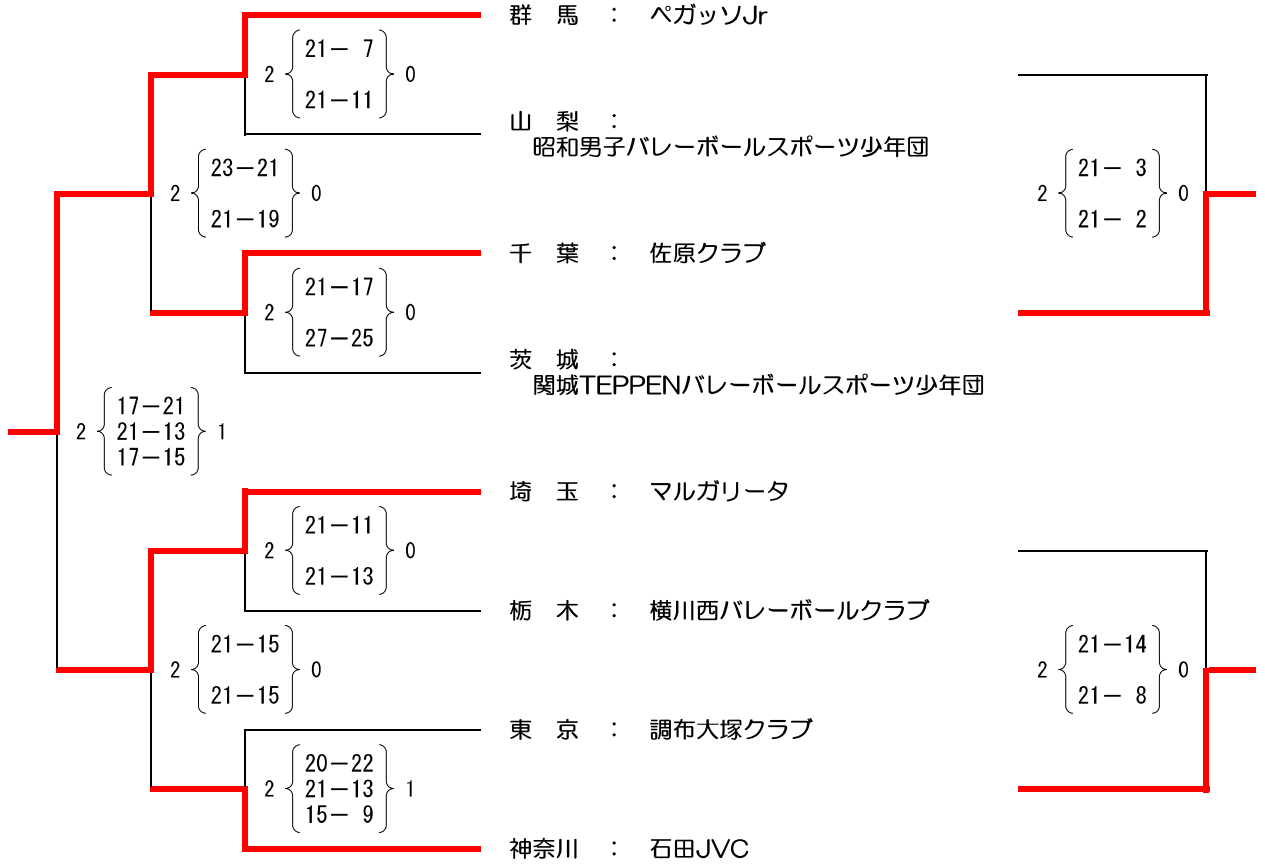 群 馬 ： ペガッソJr
2 21－ 7 0
21－11
山 梨 ：
昭和男子バレーボールスポーツ少年団
2 23－21 0
21－19
2 21－ 3 0
21－ 2
千 葉 ： 佐原クラブ
2 21－17 0
27－25
茨 城 ：
関城TEPPENバレーボールスポーツ少年団
17－21
2 21－13 1
17－15
埼 玉 ： マルガリータ
2 21－11 0
21－13
栃 木 ： 横川西バレーボールクラブ
2 21－15 0
21－15
2 21－14 0
21－ 8
東 京 ： 調布大塚クラブ
20－22
2 21－13 1
15－ 9
神奈川 ： 石田JVC